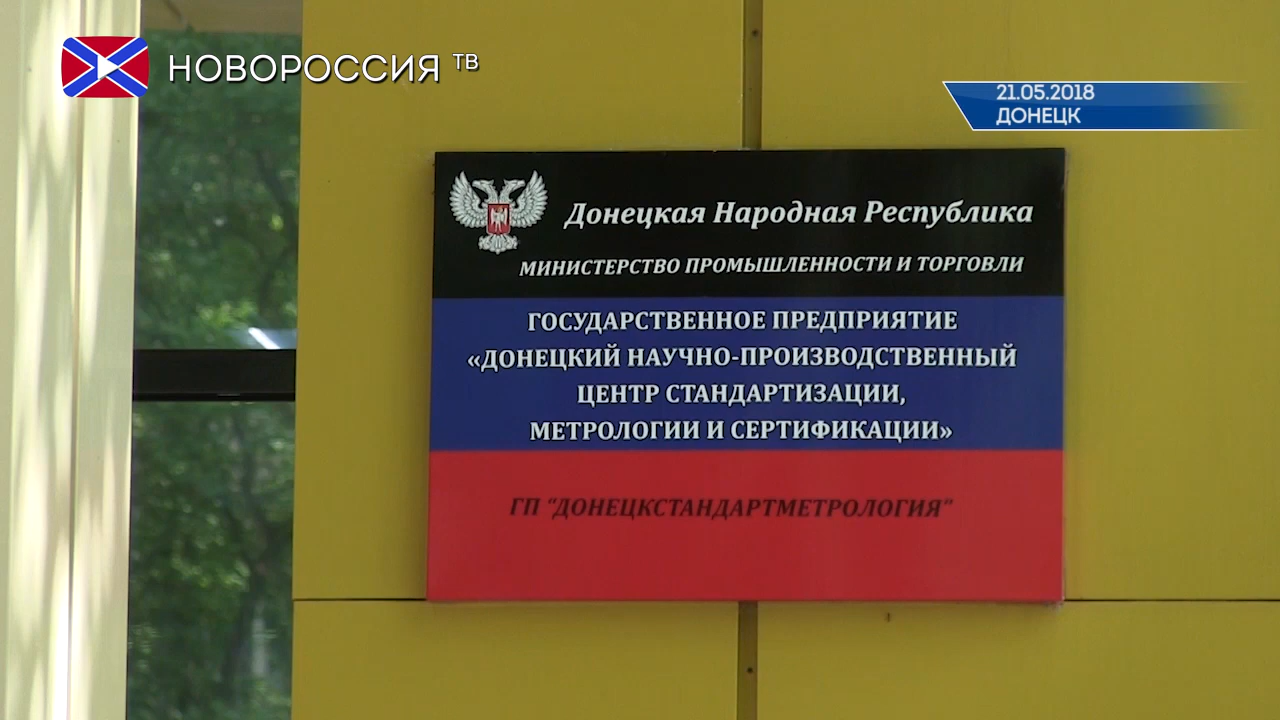 НОВОРОССИЯ ТВ
21.05.2018
ДОНЕЦК
Донецкая Народная Республика
МИНИСТЕРСТВО ПРОМЫШЛЕННОСТИ И ТОРГОВЛИ
ГОСУДАРСТВЕННОЕ ПРЕДПРИЯТИЕ
«ДОНЕЦКИЙ НАУЧНО-ПРОИЗВОДСТВЕННЫЙ
ЦЕНТР СТАНДАРТИЗАЦИИ,
МЕТРОЛОГИИ И СЕРТИФИКАЦИИ»
ГП “ДОНЕЦКСТАНДАРТМЕТРОЛОГИЯ”